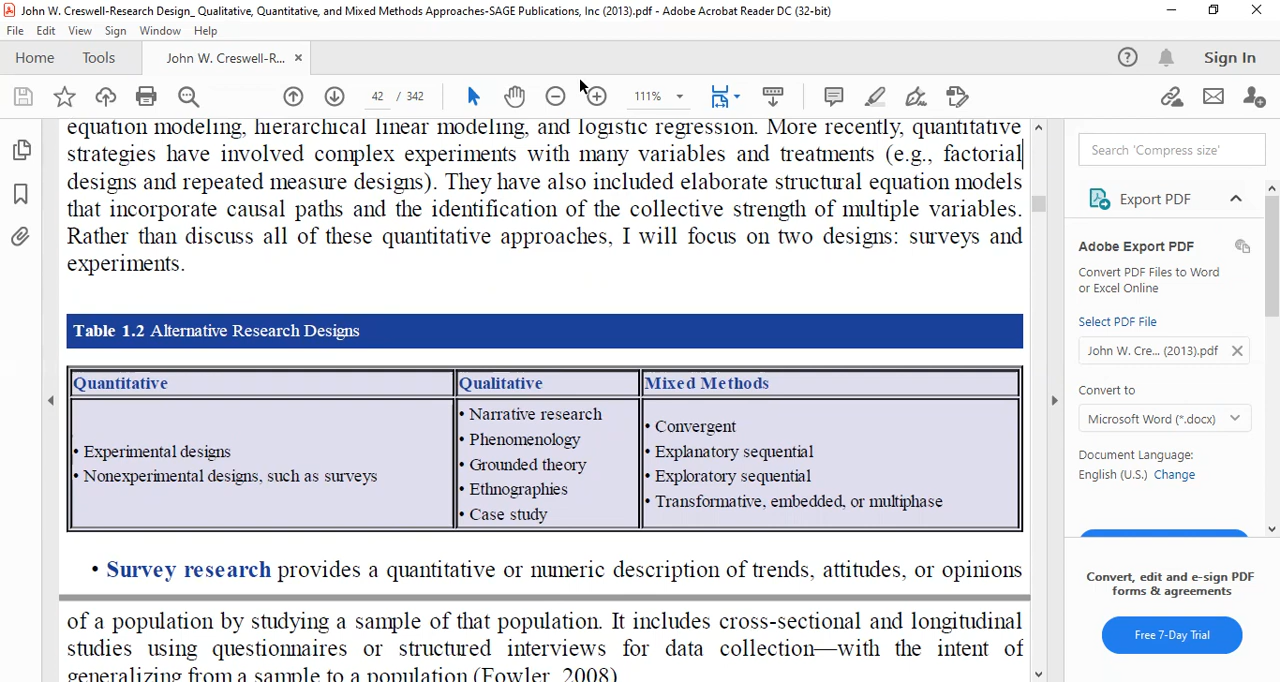 John W. Creswell-Research Design_ Qualitative, Quantitative, and Mixed Methods Approaches-SAGE Publications, Inc (2013).pdf - Adobe Acrobat Reader DC (32-bit)
File Edit View Sign Window Help
Home Tools John W. Creswell-R... × Sign In
42 / 342 111%
equation modeling, hierarchical linear modeling, and logistic regression. More recently, quantitative
strategies have involved complex experiments with many variables and treatments (e.g., factorial
designs and repeated measure designs). They have also included elaborate structural equation models
that incorporate causal paths and the identification of the collective strength of multiple variables.
Rather than discuss all of these quantitative approaches, I will focus on two designs: surveys and
experiments.
Table 1.2 Alternative Research Designs
Quantitative
• Experimental designs
• Nonexperimental designs, such as surveys
Qualitative
• Narrative research
• Phenomenology
• Grounded theory
• Ethnographies
• Case study
Mixed Methods
• Convergent
• Explanatory sequential
• Exploratory sequential
• Transformative, embedded, or multiphase
• Survey research provides a quantitative or numeric description of trends, attitudes, or opinions
of a population by studying a sample of that population. It includes cross-sectional and longitudinal
studies using questionnaires or structured interviews for data collection—with the intent of
generalizing from a sample to a population (Fowler, 2008)
Search 'Compress size'
Export PDF
Adobe Export PDF
Convert PDF Files to Word
or Excel Online
Select PDF File
John W. Cre... (2013).pdf
Convert to
Microsoft Word (*.docx)
Document Language:
English (U.S.) Change
Convert, edit and e-sign PDF
forms & agreements
Free 7-Day Trial